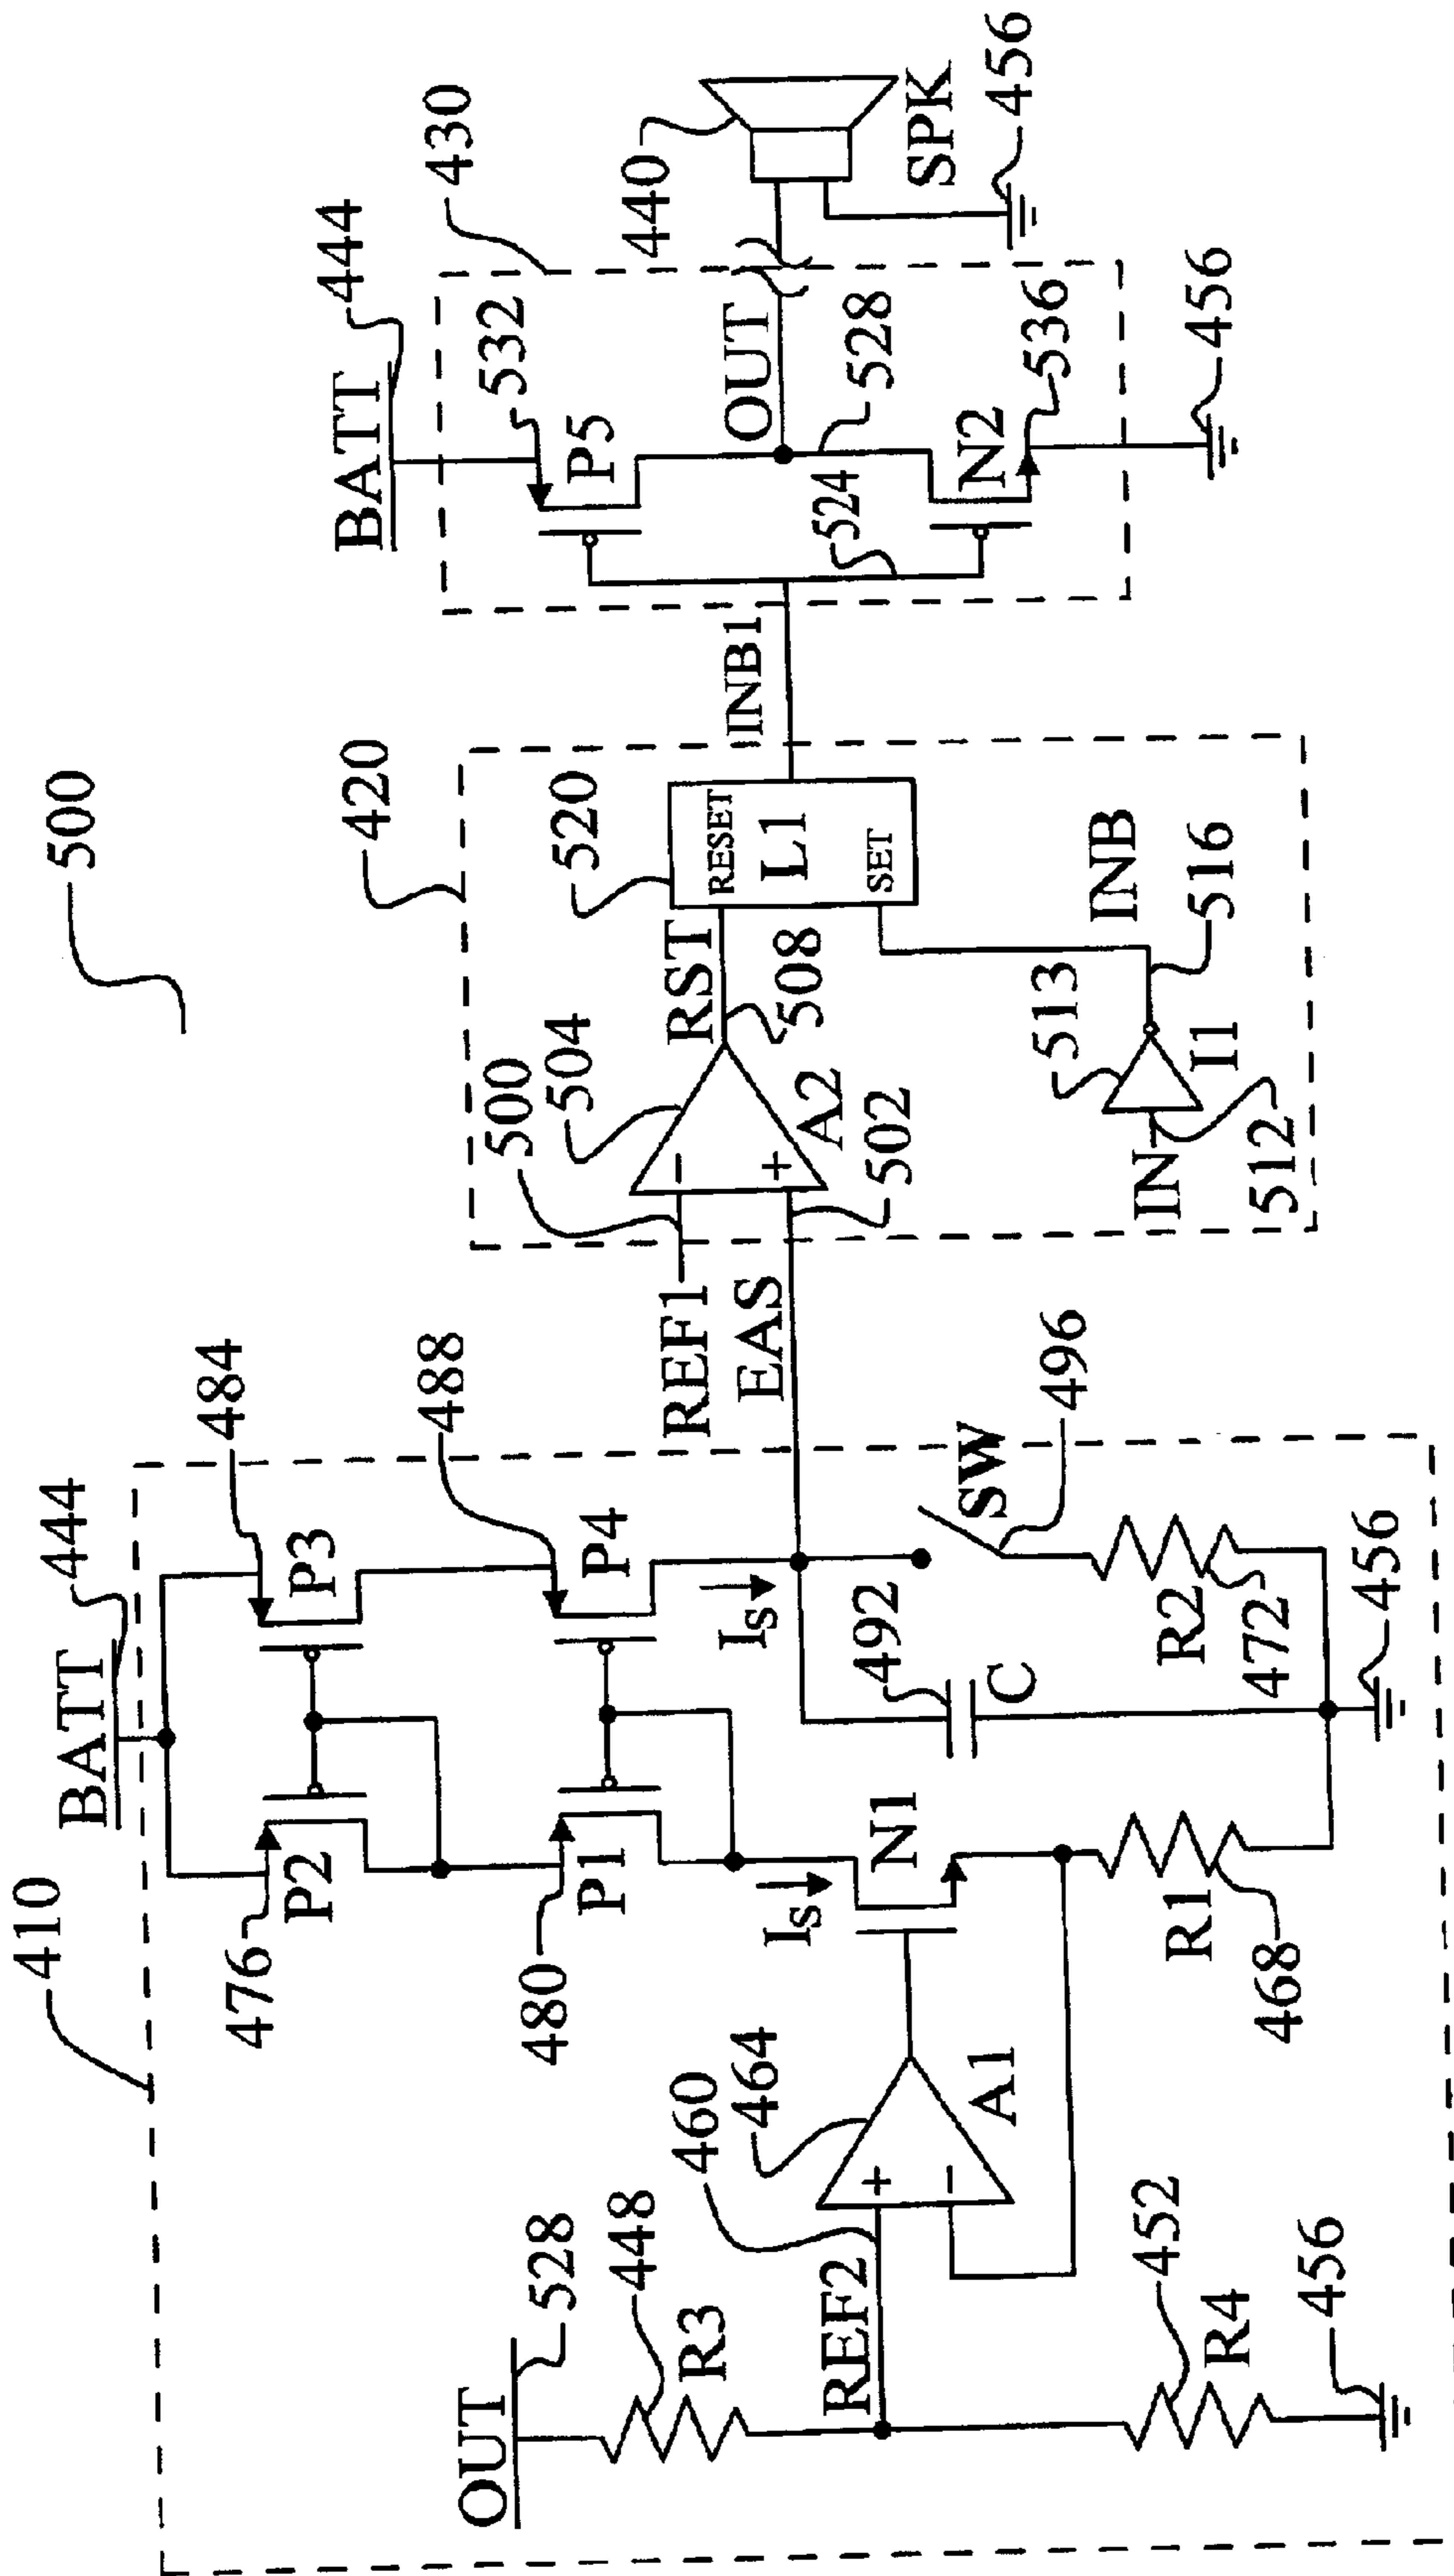 500
410
BATT
444
476
P2
P3
484
480
P1
P4
488
Is
Is
OUT
528
448
R3
460
464
REF2
+
−
A1
N1
492
C
SW
496
452
R4
456
R1
468
R2
472
456
420
REF1
EAS
500
504
−
+
A2
502
RST
508
520
RESET
L1
SET
INB1
IN
512
513
I1
INB
516
430
BATT
444
532
P5
OUT
524
528
N2
536
456
440
SPK
456